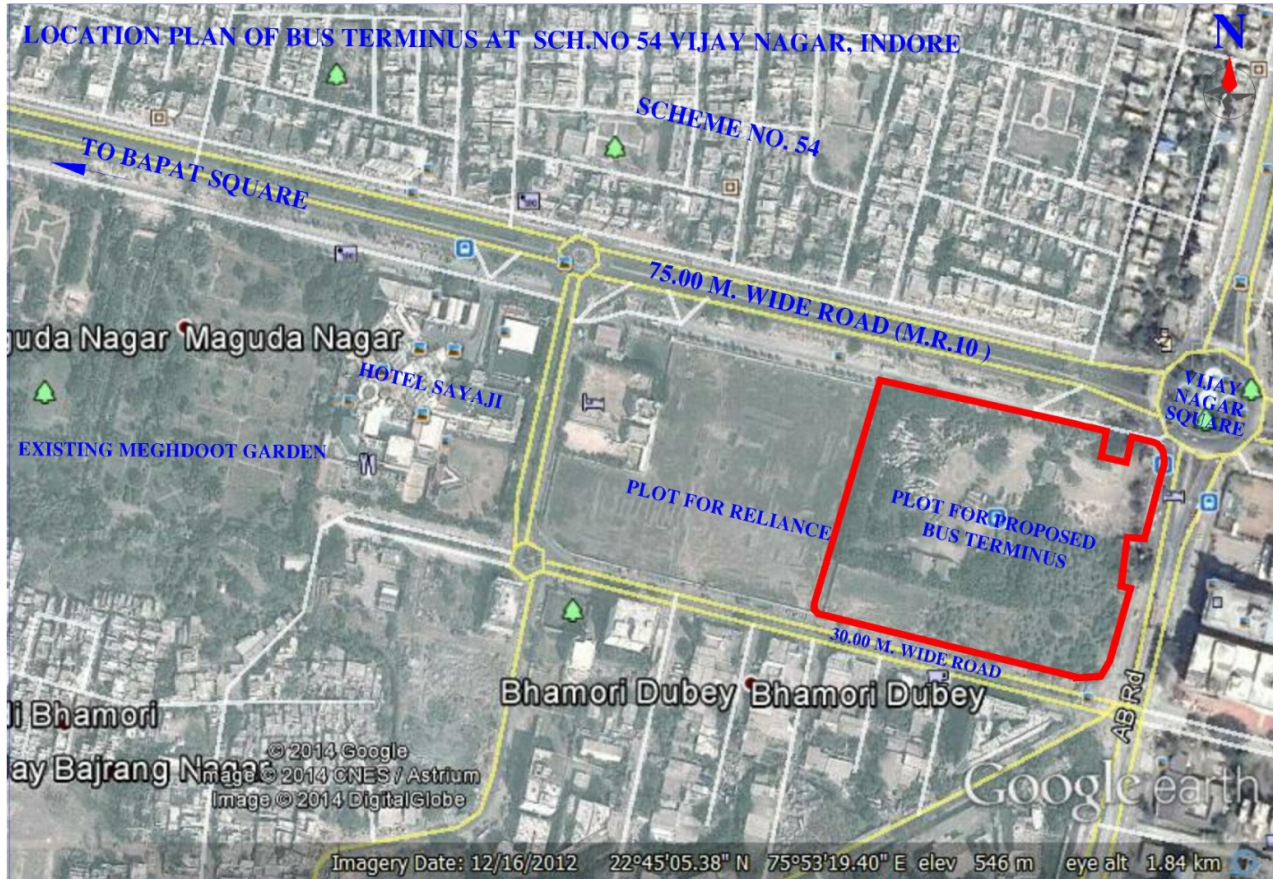 LOCATION PLAN OF BUS TERMINUS AT SCH.NO 54 VIJAY NAGAR, INDORE
N
SCHEME NO. 54
TO BAPAT SQUARE
75.00 M. WIDE ROAD (M.R.10 )
guda Nagar
Maguda Nagar
HOTEL SAYAJI
VIJAY
NAGAR
SQUARE
EXISTING MEGHDOOT GARDEN
PLOT FOR RELIANCE
PLOT FOR PROPOSED
BUS TERMINUS
30.00 M. WIDE ROAD
Bhamori Dubey
Bhamori Dubey
li Bhamori
AB Rd
jay Bajrang Nagar
© 2014 Google
Image © 2014 CNES / Astrium
Image © 2014 DigitalGlobe
Google earth
Imagery Date: 12/16/2012 22°45'05.38" N 75°53'19.40" E elev 546 m eye alt 1.84 km